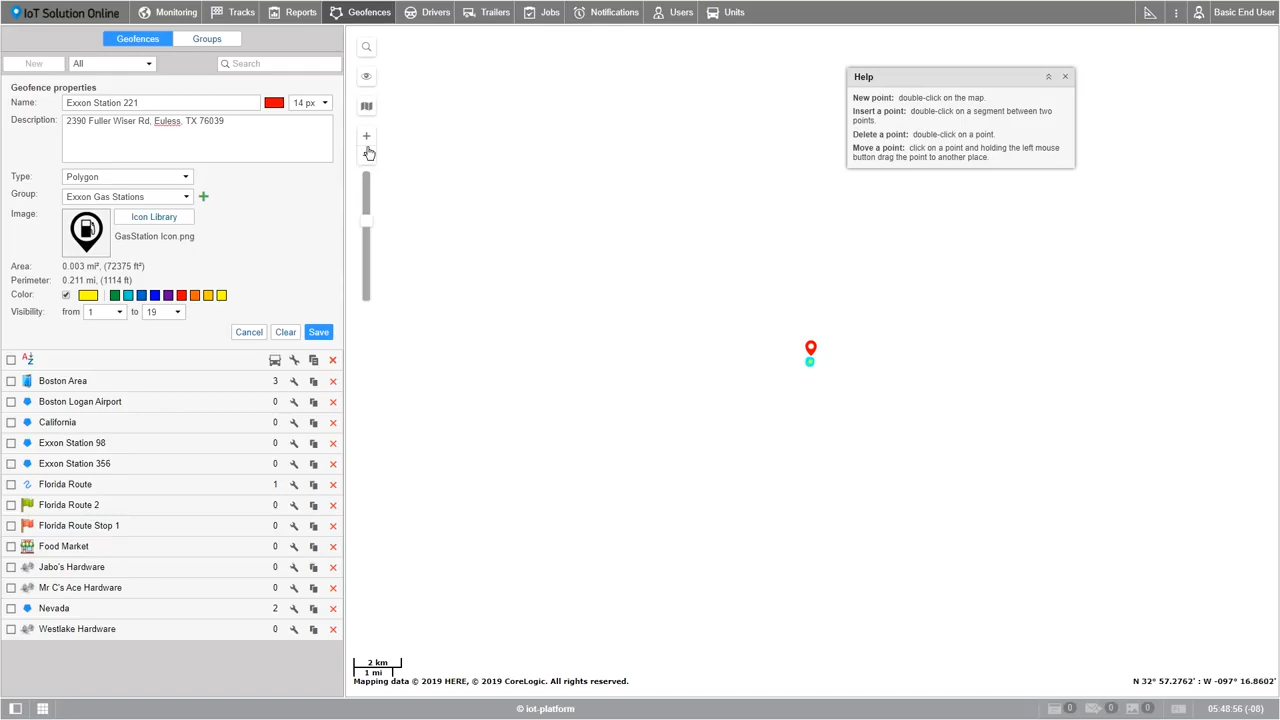 IoT Solution Online
Monitoring
Tracks
Reports
Geofences
Drivers
Trailers
Jobs
Notifications
Users
Units
Basic End User
Geofences
Groups
New
All
Search
Geofence properties
Name:
Exxon Station 221
14 px
Description:
2390 Fuller Wiser Rd, Euless, TX 76039
Type:
Polygon
Group:
Exxon Gas Stations
Image:
Icon Library
GasStation Icon.png
Area:
0.003 mi², (72375 ft²)
Perimeter:
0.211 mi, (1114 ft)
Color:
Visibility:
from
1
to
19
Cancel
Clear
Save
Boston Area 3
Boston Logan Airport 0
California 0
Exxon Station 98 0
Exxon Station 356 0
Florida Route 1
Florida Route 2 0
Florida Route Stop 1 0
Food Market 0
Jabo's Hardware 0
Mr C's Ace Hardware 0
Nevada 2
Westlake Hardware 0
Help
New point: double-click on the map.
Insert a point: double-click on a segment between two
points.
Delete a point: double-click on a point.
Move a point: click on a point and holding the left mouse
button drag the point to another place.
2 km
1 mi
Mapping data © 2019 HERE, © 2019 CoreLogic. All rights reserved.
N 32° 57.2762' : W -097° 16.8602'
© iot-platform
0
0
0
05:48:56 (-08)